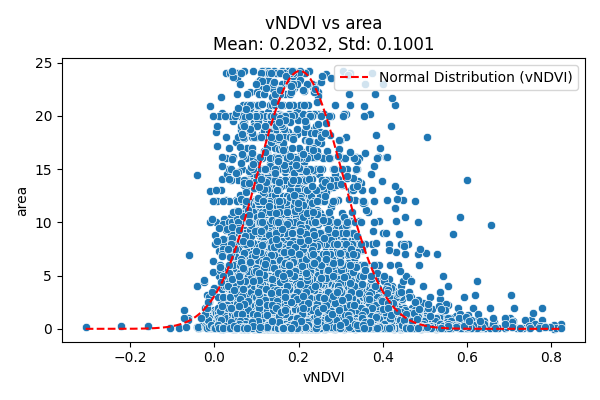 vNDVI vs area
Mean: 0.2032, Std: 0.1001
Normal Distribution (vNDVI)
area
25
20
15
10
5
0
−0.2
0.0
0.2
0.4
0.6
0.8
vNDVI